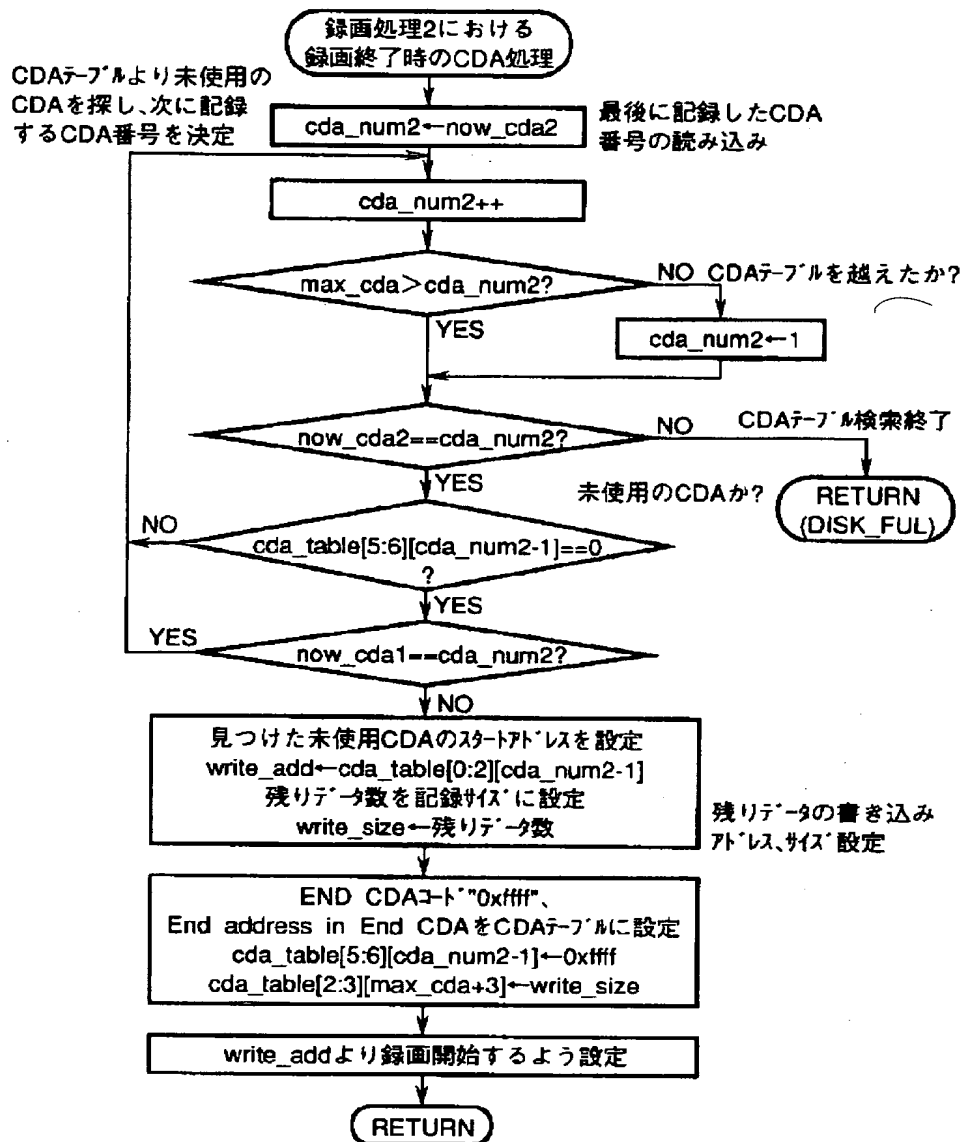 録画処理2における
録画終了時のCDA処理
CDAﾃｰﾌﾞﾙより未使用の
CDAを探し、次に記録
するCDA番号を決定
cda_num2←now_cda2
最後に記録したCDA
番号の読み込み
cda_num2++
max_cda＞cda_num2?
NO
CDAﾃｰﾌﾞﾙを越えたか?
YES
cda_num2←1
now_cda2==cda_num2?
NO
CDAﾃｰﾌﾞﾙ検索終了
YES
未使用のCDAか?
RETURN
(DISK_FUL)
NO
cda_table[5:6][cda_num2-1]==0
?
YES
YES
now_cda1==cda_num2?
NO
見つけた未使用CDAのｽﾀｰﾄｱﾄﾞﾚｽを設定
write_add←cda_table[0:2][cda_num2-1]
残りﾃﾞｰﾀ数を記録ｻｲｽﾞに設定
write_size←残りﾃﾞｰﾀ数
残りﾃﾞｰﾀの書き込み
ｱﾄﾞﾚｽ、ｻｲｽﾞ設定
END CDAｺｰﾄﾞ"0xffff"、
End address in End CDAをCDAﾃｰﾌﾞﾙに設定
cda_table[5:6][cda_num2-1]←0xffff
cda_table[2:3][max_cda+3]←write_size
write_addより録画開始するよう設定
RETURN